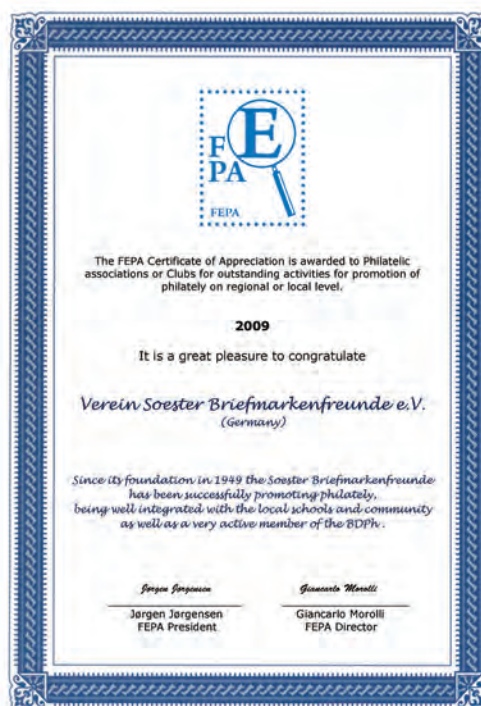 F E
PA
FEPA
The FEPA Certificate of Appreciation is awarded to Philatelic
associations or Clubs for outstanding activities for promotion of
philately on regional or local level.
2009
It is a great pleasure to congratulate
Verein Soester Briefmarkenfreunde e.V.
(Germany)
Since its foundation in 1949 the Soester Briefmarkenfreunde
has been successfully promoting philately,
being well integrated with the local schools and community
as well as a very active member of the BDPh.
Jørgen Jørgensen Giancarlo Morolli
Jørgen Jørgensen Giancarlo Morolli
FEPA President FEPA Director